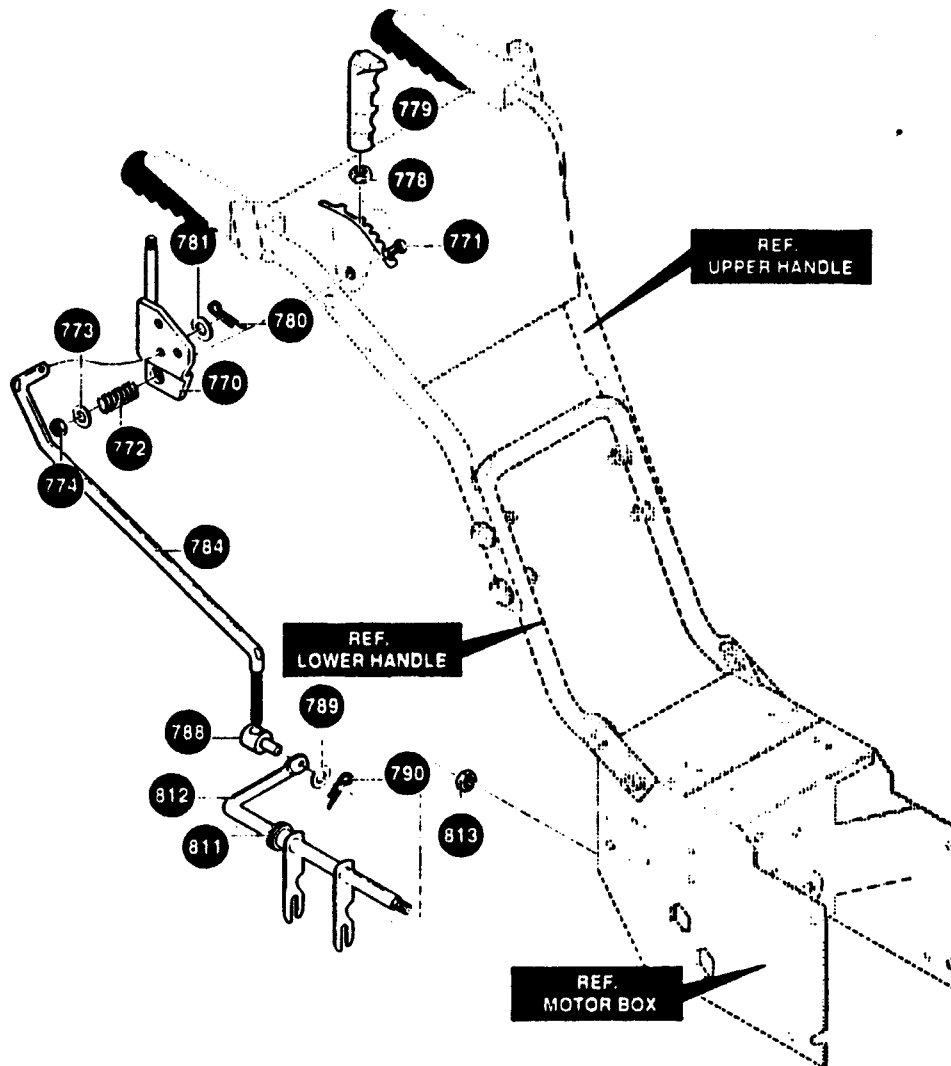 779
778
781
771
REF.
UPPER HANDLE
780
773
770
772
774
784
REF.
LOWER HANDLE
789
788
790
812
813
811
REF.
MOTOR BOX